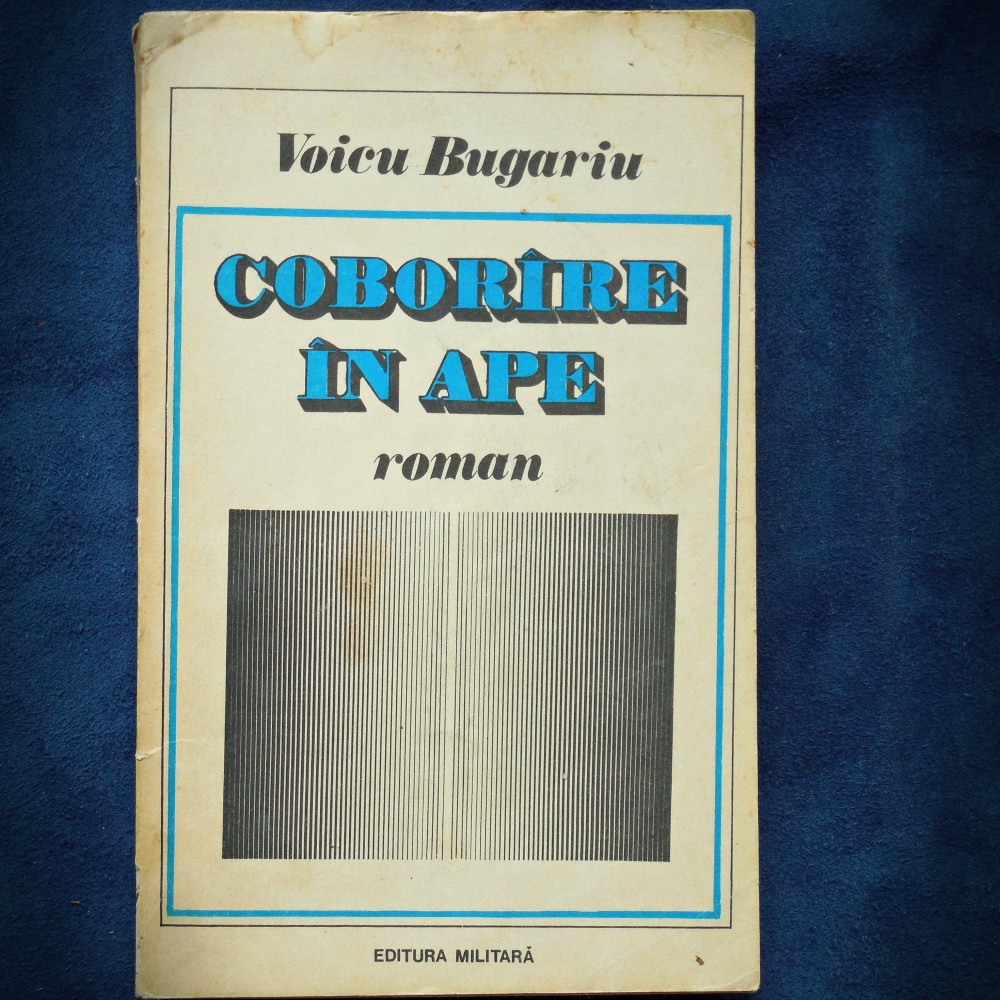 Voicu Bugariu
COBORÎRE
ÎN APE
roman
EDITURA MILITARĂ